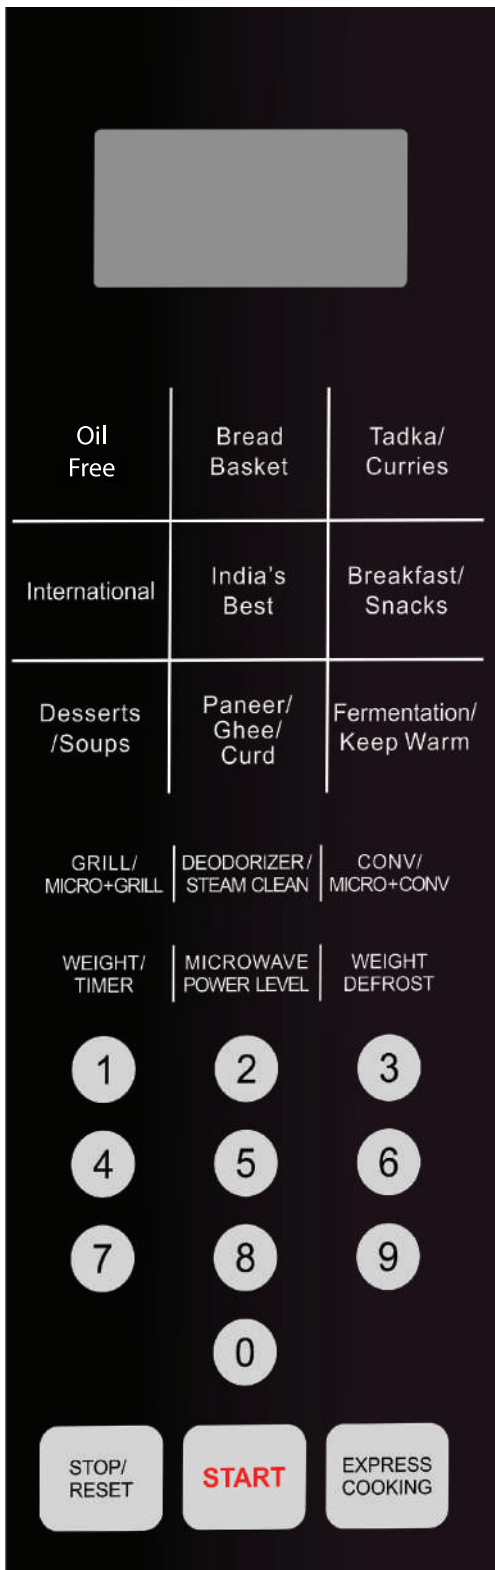 Oil
Free
Bread
Basket
Tadka/
Curries
International
India's
Best
Breakfast/
Snacks
Desserts
/Soups
Paneer/
Ghee/
Curd
Fermentation/
Keep Warm
GRILL/
MICRO+GRILL
DEODORIZER/
STEAM CLEAN
CONV/
MICRO+CONV
WEIGHT/
TIMER
MICROWAVE
POWER LEVEL
WEIGHT
DEFROST
1
2
3
4
5
6
7
8
9
0
STOP/
RESET
START
EXPRESS
COOKING